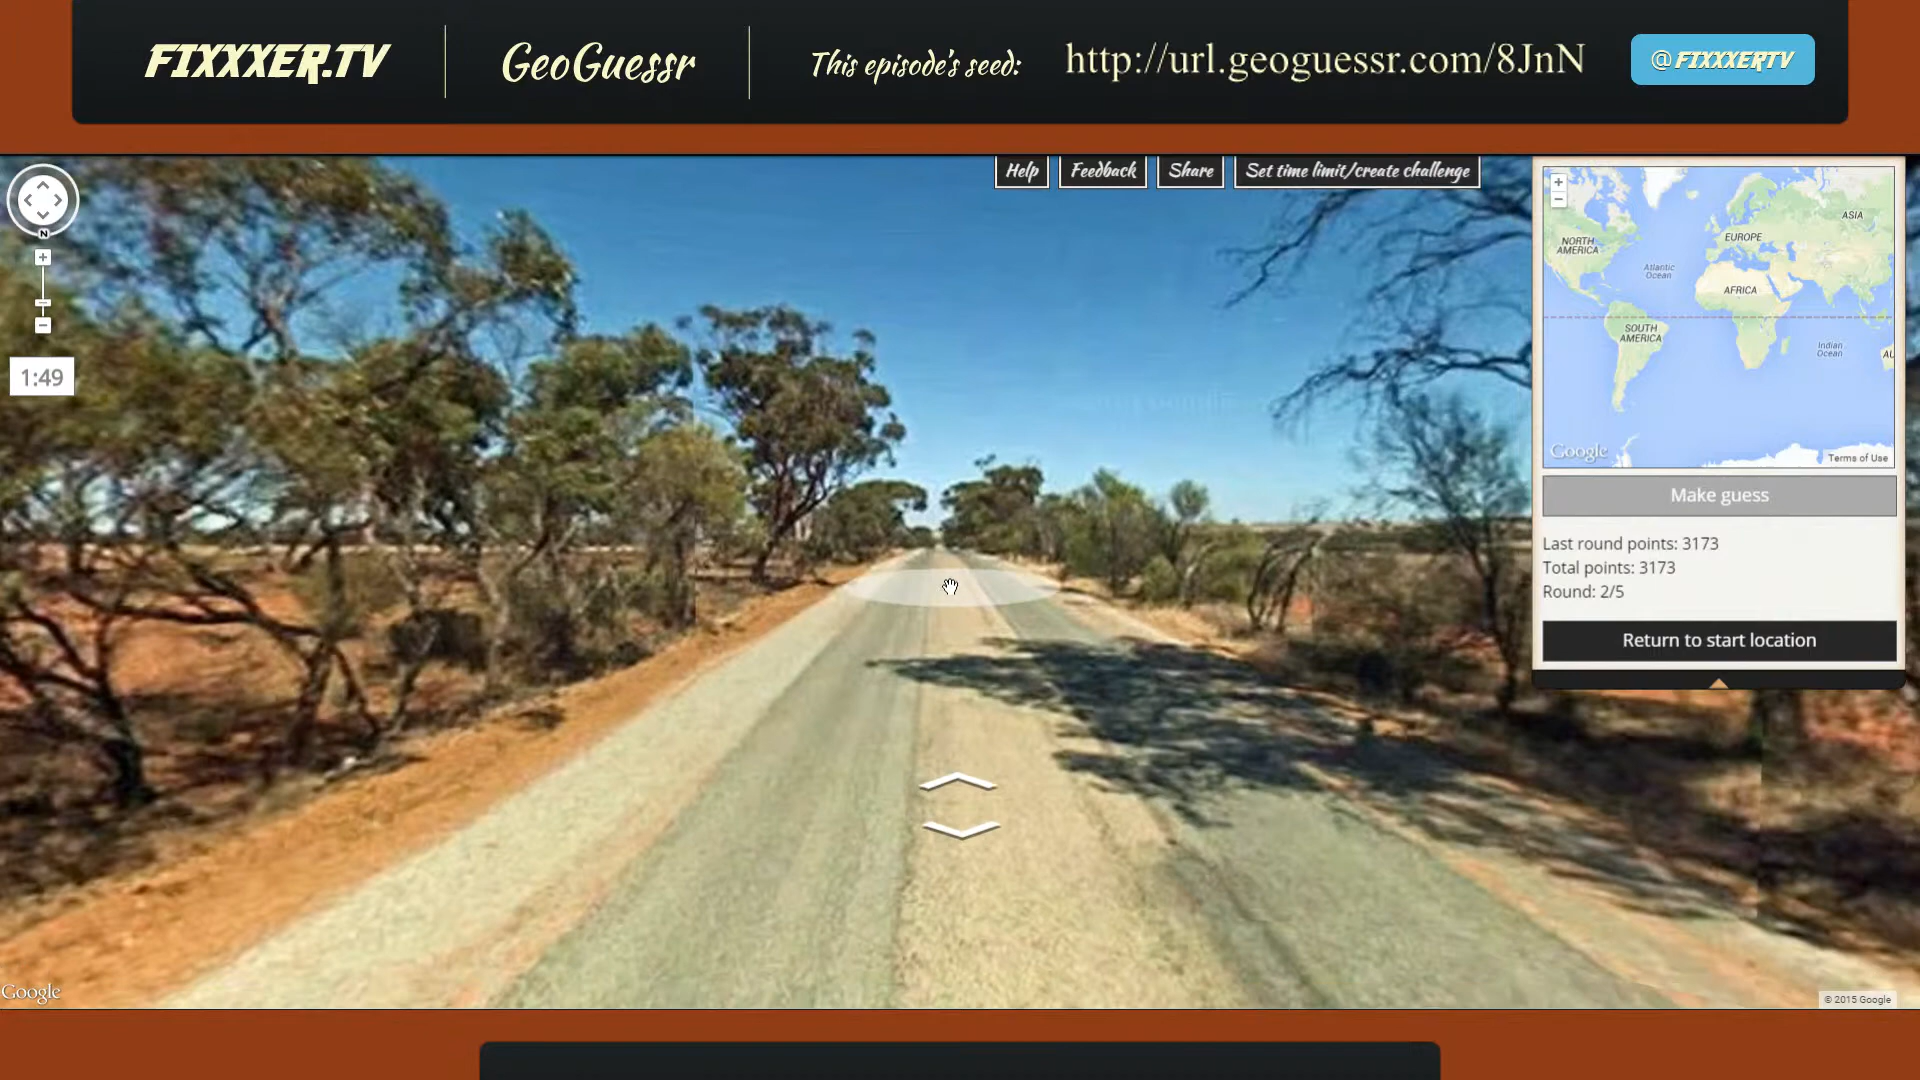 FIXXXER.TV
GeoGuessr
This episode's seed:
http://url.geoguessr.com/8JnN
@FIXXXERTV
Help
Feedback
Share
Set time limit/create challenge
N
+
−
1:49
+
−
NORTH
AMERICA
Atlantic
Ocean
EUROPE
ASIA
AFRICA
SOUTH
AMERICA
Indian
Ocean
AU
Google
Terms of Use
Make guess
Last round points: 3173
Total points: 3173
Round: 2/5
Return to start location
Google
© 2015 Google